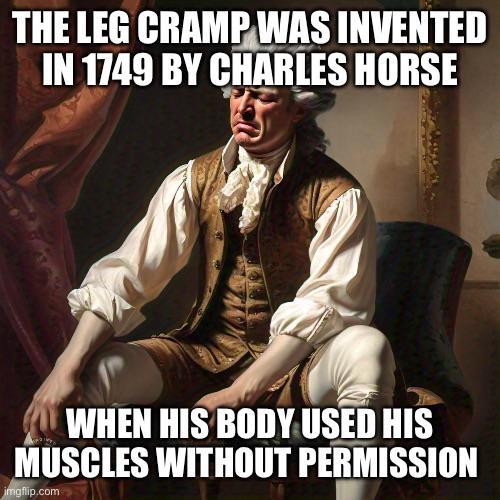 THE LEG CRAMP WAS INVENTED
IN 1749 BY CHARLES HORSE
WHEN HIS BODY USED HIS
MUSCLES WITHOUT PERMISSION
imgflip.com